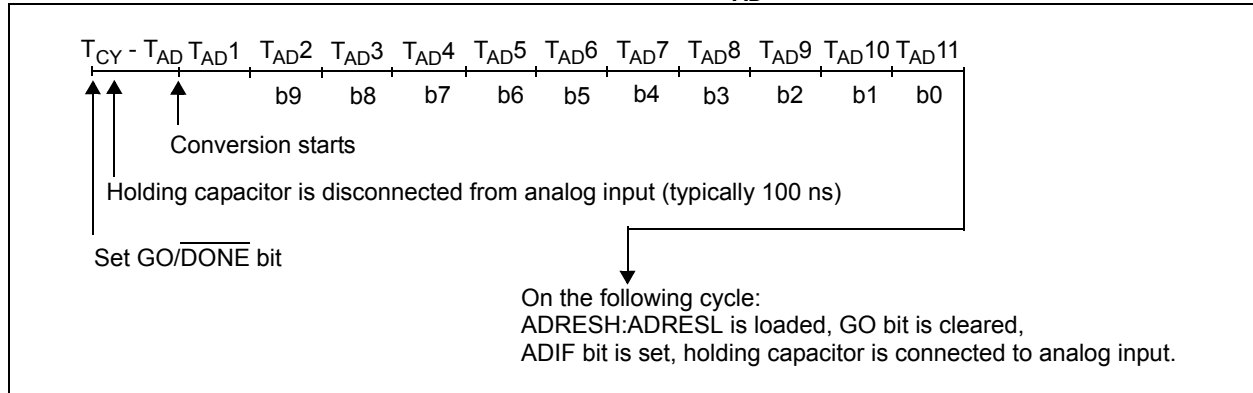 AD
TCY - TAD TAD1 TAD2 TAD3 TAD4 TAD5 TAD6 TAD7 TAD8 TAD9 TAD10 TAD11
b9 b8 b7 b6 b5 b4 b3 b2 b1 b0
Conversion starts
Holding capacitor is disconnected from analog input (typically 100 ns)
Set GO/DONE bit
On the following cycle:
ADRESH:ADRESL is loaded, GO bit is cleared,
ADIF bit is set, holding capacitor is connected to analog input.